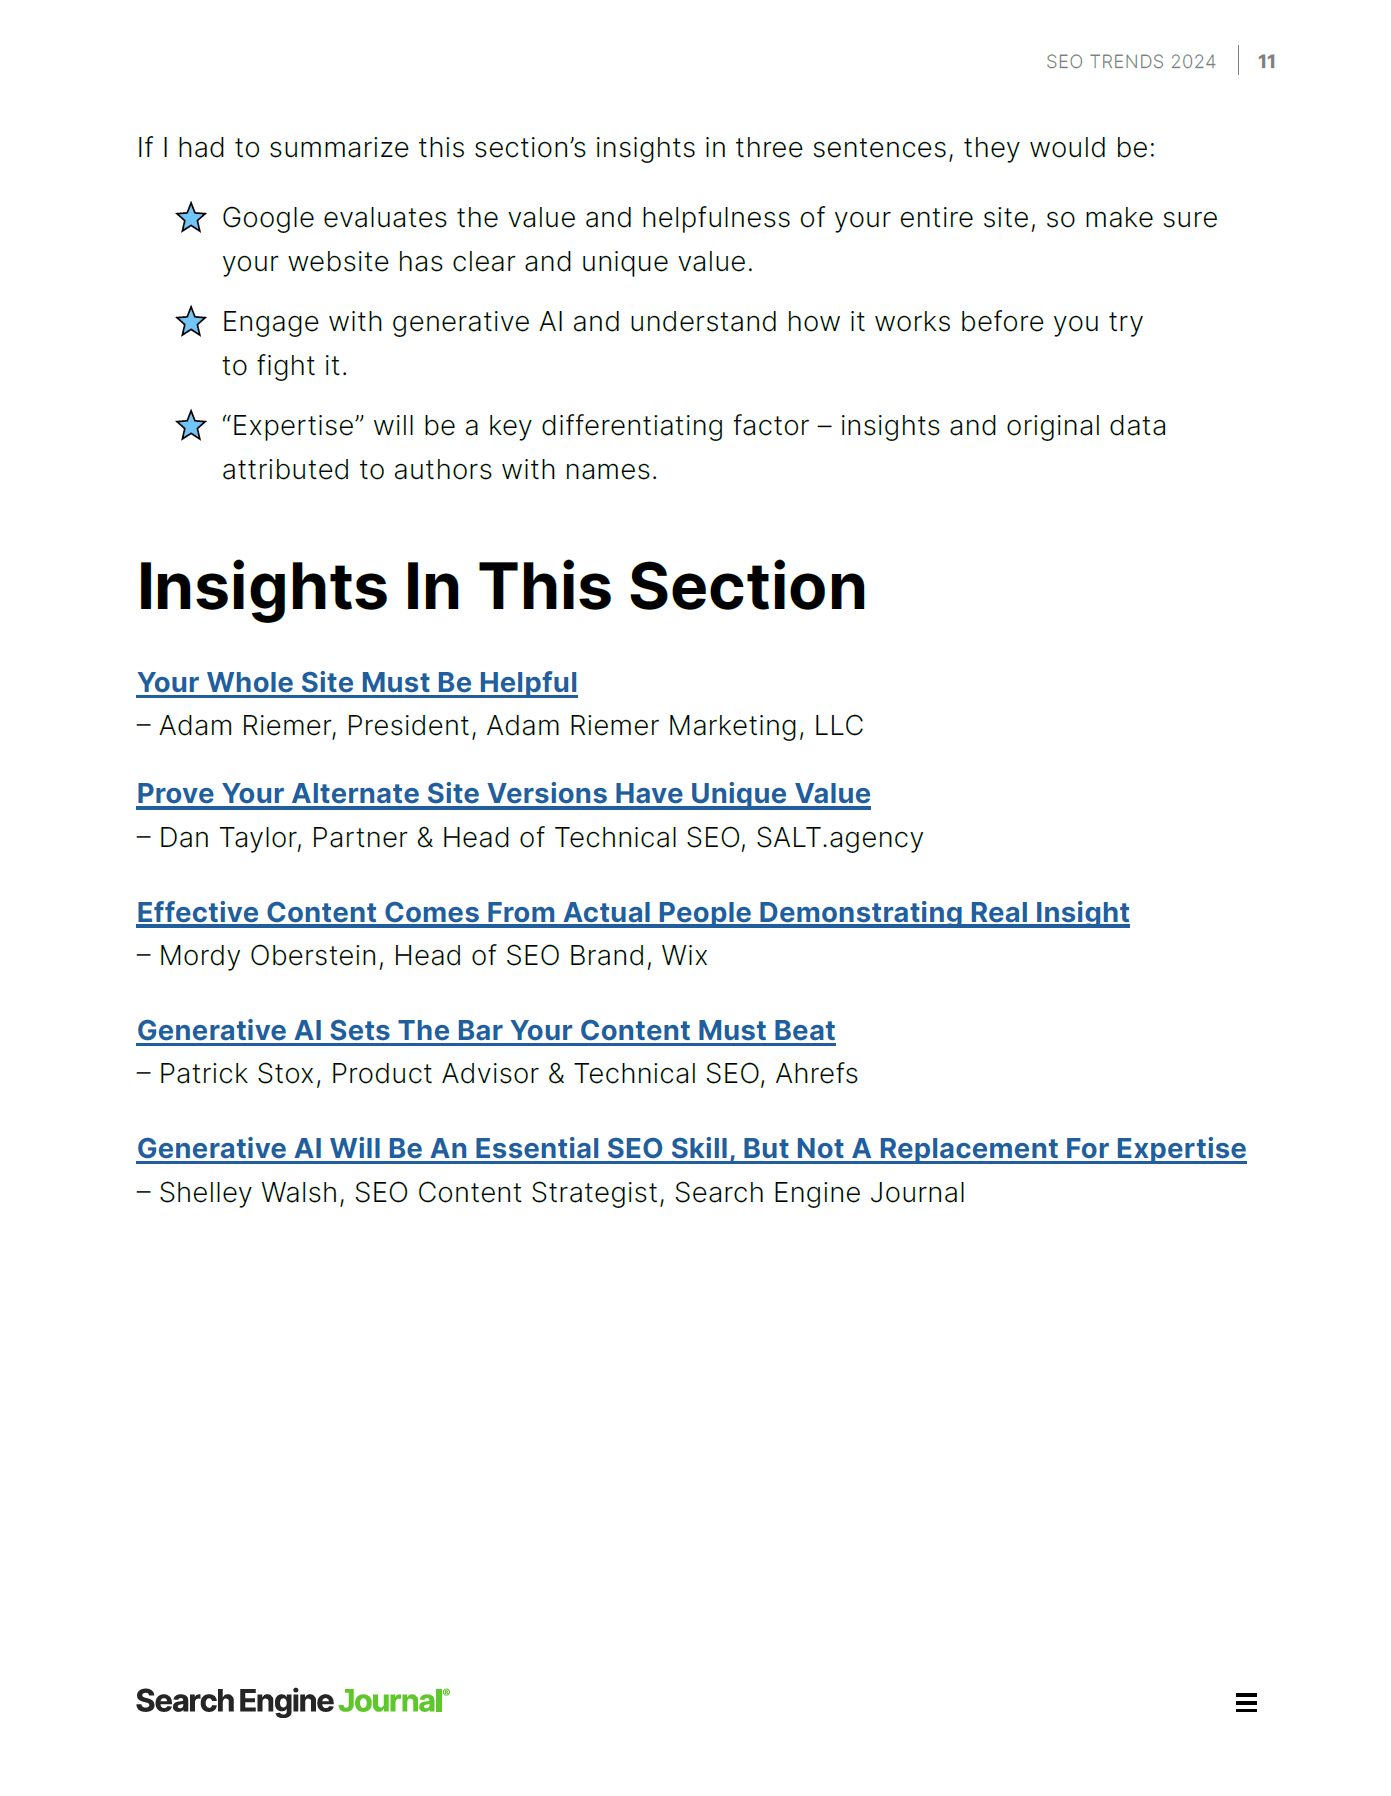 SEO TRENDS 2024 | 11
If I had to summarize this section’s insights in three sentences, they would be:
Google evaluates the value and helpfulness of your entire site, so make sure
your website has clear and unique value.
Engage with generative AI and understand how it works before you try
to fight it.
“Expertise” will be a key differentiating factor – insights and original data
attributed to authors with names.
Insights In This Section
Your Whole Site Must Be Helpful
– Adam Riemer, President, Adam Riemer Marketing, LLC
Prove Your Alternate Site Versions Have Unique Value
– Dan Taylor, Partner & Head of Technical SEO, SALT.agency
Effective Content Comes From Actual People Demonstrating Real Insight
– Mordy Oberstein, Head of SEO Brand, Wix
Generative AI Sets The Bar Your Content Must Beat
– Patrick Stox, Product Advisor & Technical SEO, Ahrefs
Generative AI Will Be An Essential SEO Skill, But Not A Replacement For Expertise
– Shelley Walsh, SEO Content Strategist, Search Engine Journal
Search Engine Journal®